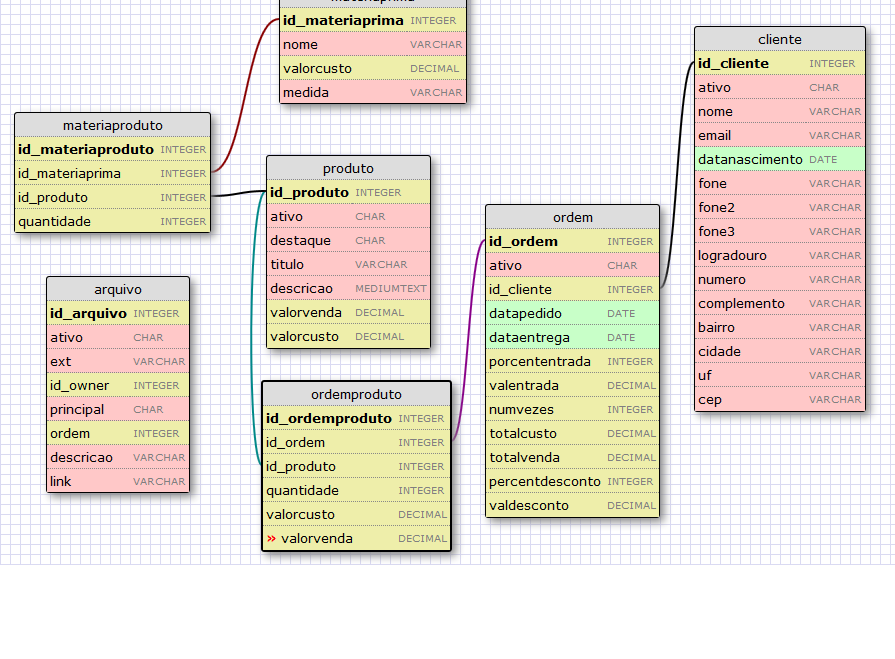 materiaprima
id_materiaprima INTEGER
nome VARCHAR
valorcusto DECIMAL
medida VARCHAR
materiaproduto
id_materiaproduto INTEGER
id_materiaprima INTEGER
id_produto INTEGER
quantidade INTEGER
produto
id_produto INTEGER
ativo CHAR
destaque CHAR
titulo VARCHAR
descricao MEDIUMTEXT
valorvenda DECIMAL
valorcusto DECIMAL
arquivo
id_arquivo INTEGER
ativo CHAR
ext VARCHAR
id_owner INTEGER
principal CHAR
ordem INTEGER
descricao VARCHAR
link VARCHAR
ordemproduto
id_ordemproduto INTEGER
id_ordem INTEGER
id_produto INTEGER
quantidade INTEGER
valorcusto DECIMAL
» valorvenda DECIMAL
ordem
id_ordem INTEGER
ativo CHAR
id_cliente INTEGER
datapedido DATE
dataentrega DATE
porcententrada INTEGER
valentrada DECIMAL
numvezes INTEGER
totalcusto DECIMAL
totalvenda DECIMAL
percentdesconto INTEGER
valdesconto DECIMAL
cliente
id_cliente INTEGER
ativo CHAR
nome VARCHAR
email VARCHAR
datanascimento DATE
fone VARCHAR
fone2 VARCHAR
fone3 VARCHAR
logradouro VARCHAR
numero VARCHAR
complemento VARCHAR
bairro VARCHAR
cidade VARCHAR
uf VARCHAR
cep VARCHAR